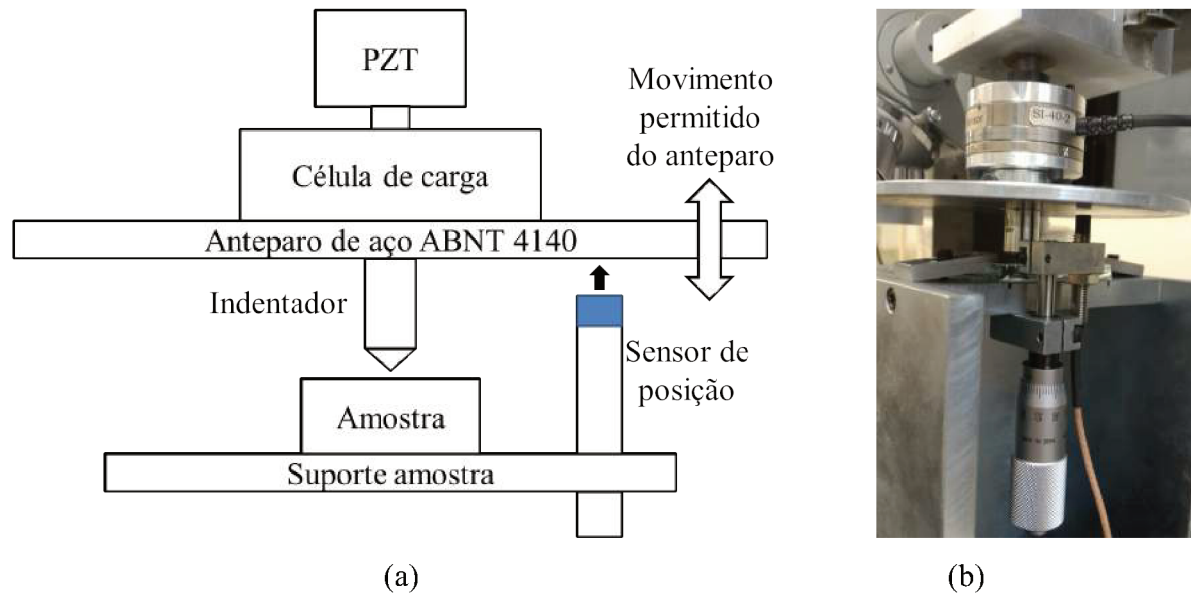 PZT
Movimento
permitido
do anteparo
Célula de carga
Anteparo de aço ABNT 4140
Indentador
Sensor de
posição
Amostra
Suporte amostra
SI-40-2
(a)
(b)